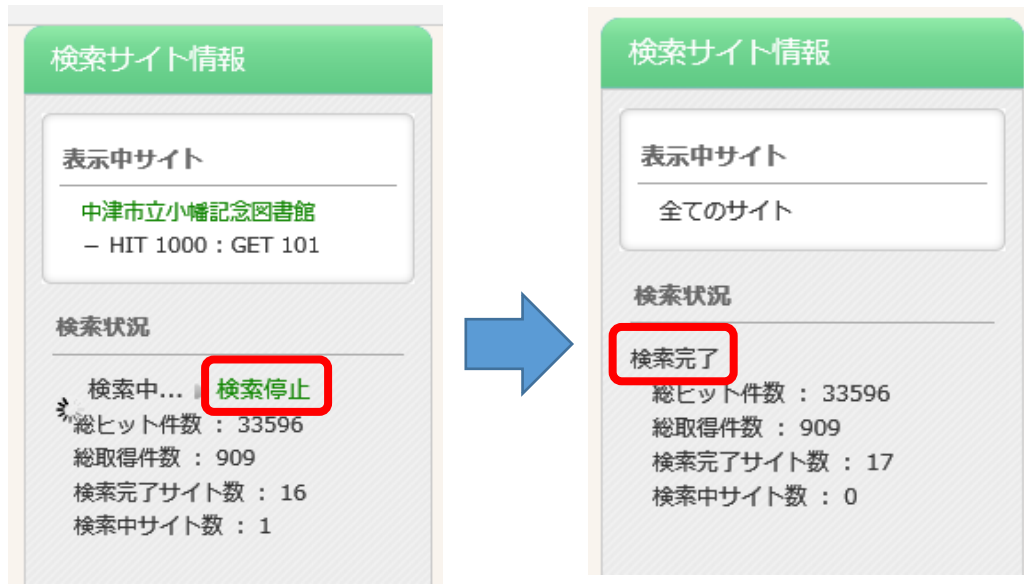 検索サイト情報
表示中サイト
中津市立小幡記念図書館
– HIT 1000 : GET 101
検索状況
検索中... 検索停止
総ヒット件数 : 33596
総取得件数 : 909
検索完了サイト数 : 16
検索中サイト数 : 1
検索サイト情報
表示中サイト
全てのサイト
検索状況
検索完了
総ヒット件数 : 33596
総取得件数 : 909
検索完了サイト数 : 17
検索中サイト数 : 0